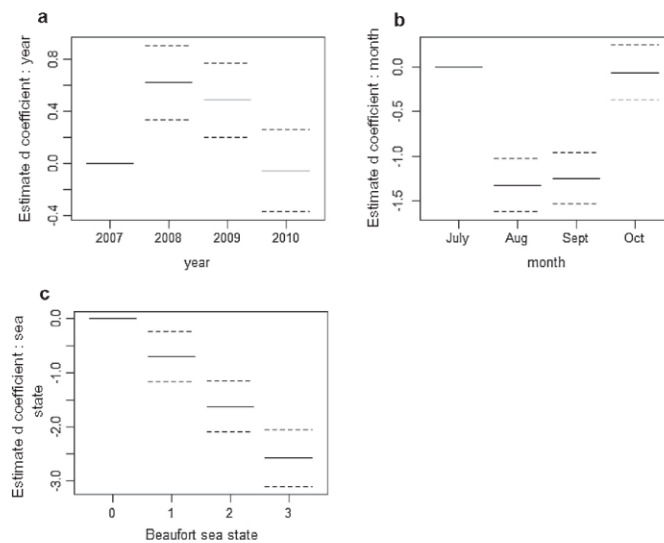 a
Estimate d coefficient : year
0.8
0.4
0.0
-0.4
2007 2008 2009 2010
year
b
Estimate d coefficient : month
0.0
-0.5
-1.0
-1.5
July Aug Sept Oct
month
c
Estimate d coefficient : sea
state
0.0
-1.0
-2.0
-3.0
0 1 2 3
Beaufort sea state